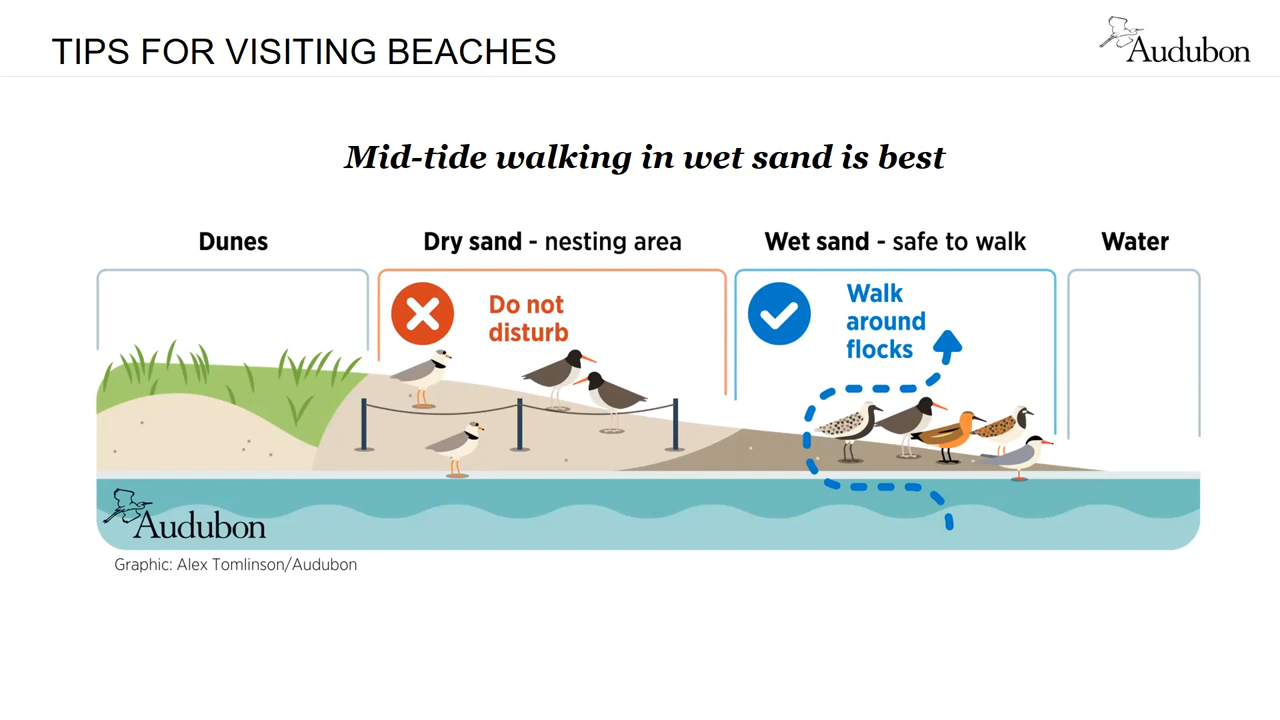 TIPS FOR VISITING BEACHES
Audubon
Mid-tide walking in wet sand is best
Dunes
Dry sand - nesting area
Wet sand - safe to walk
Water
Do not
disturb
Walk
around
flocks
Audubon
Graphic: Alex Tomlinson/Audubon